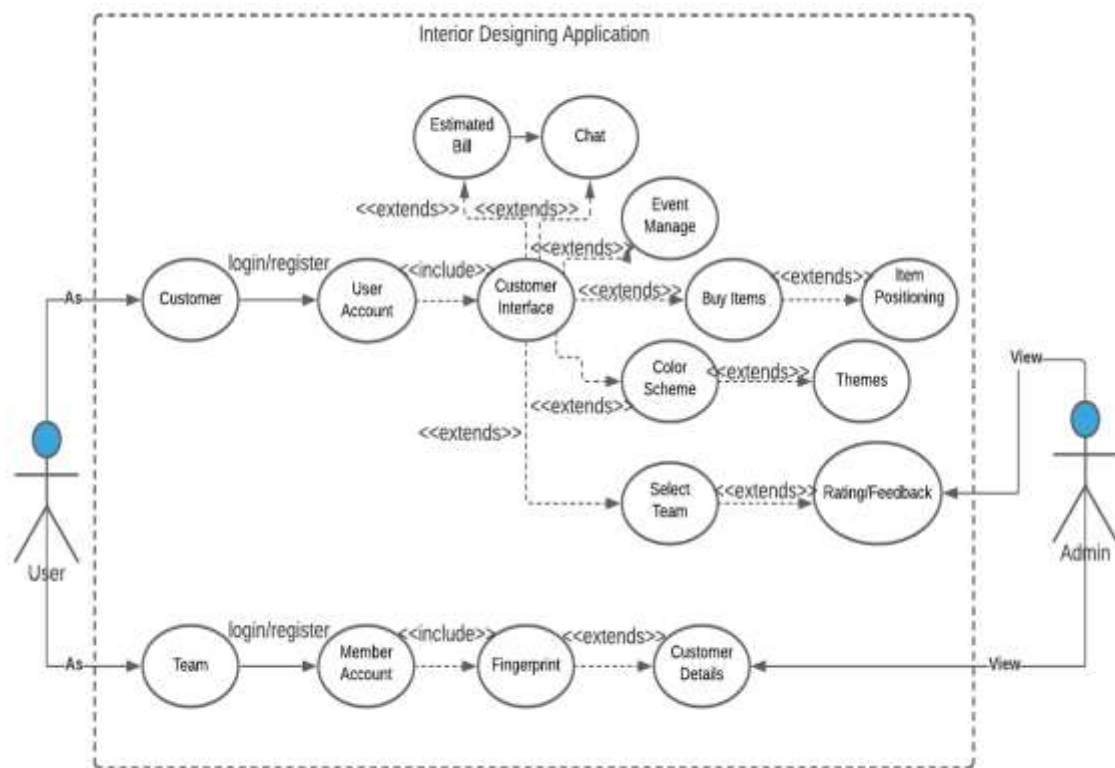 Interior Designing Application
Estimated
Bill
Chat
<<extends>>
<<extends>>
Event
Manage
<<extends>>
As
Customer
login/register
User
Account
<<include>>
Customer
Interface
<<extends>>
Buy Items
<<extends>>
Item
Positioning
<<extends>>
Color
Scheme
<<extends>>
Themes
View
<<extends>>
Select
Team
<<extends>>
Rating/Feedback
User
Admin
As
Team
login/register
Member
Account
<<include>>
Fingerprint
<<extends>>
Customer
Details
View